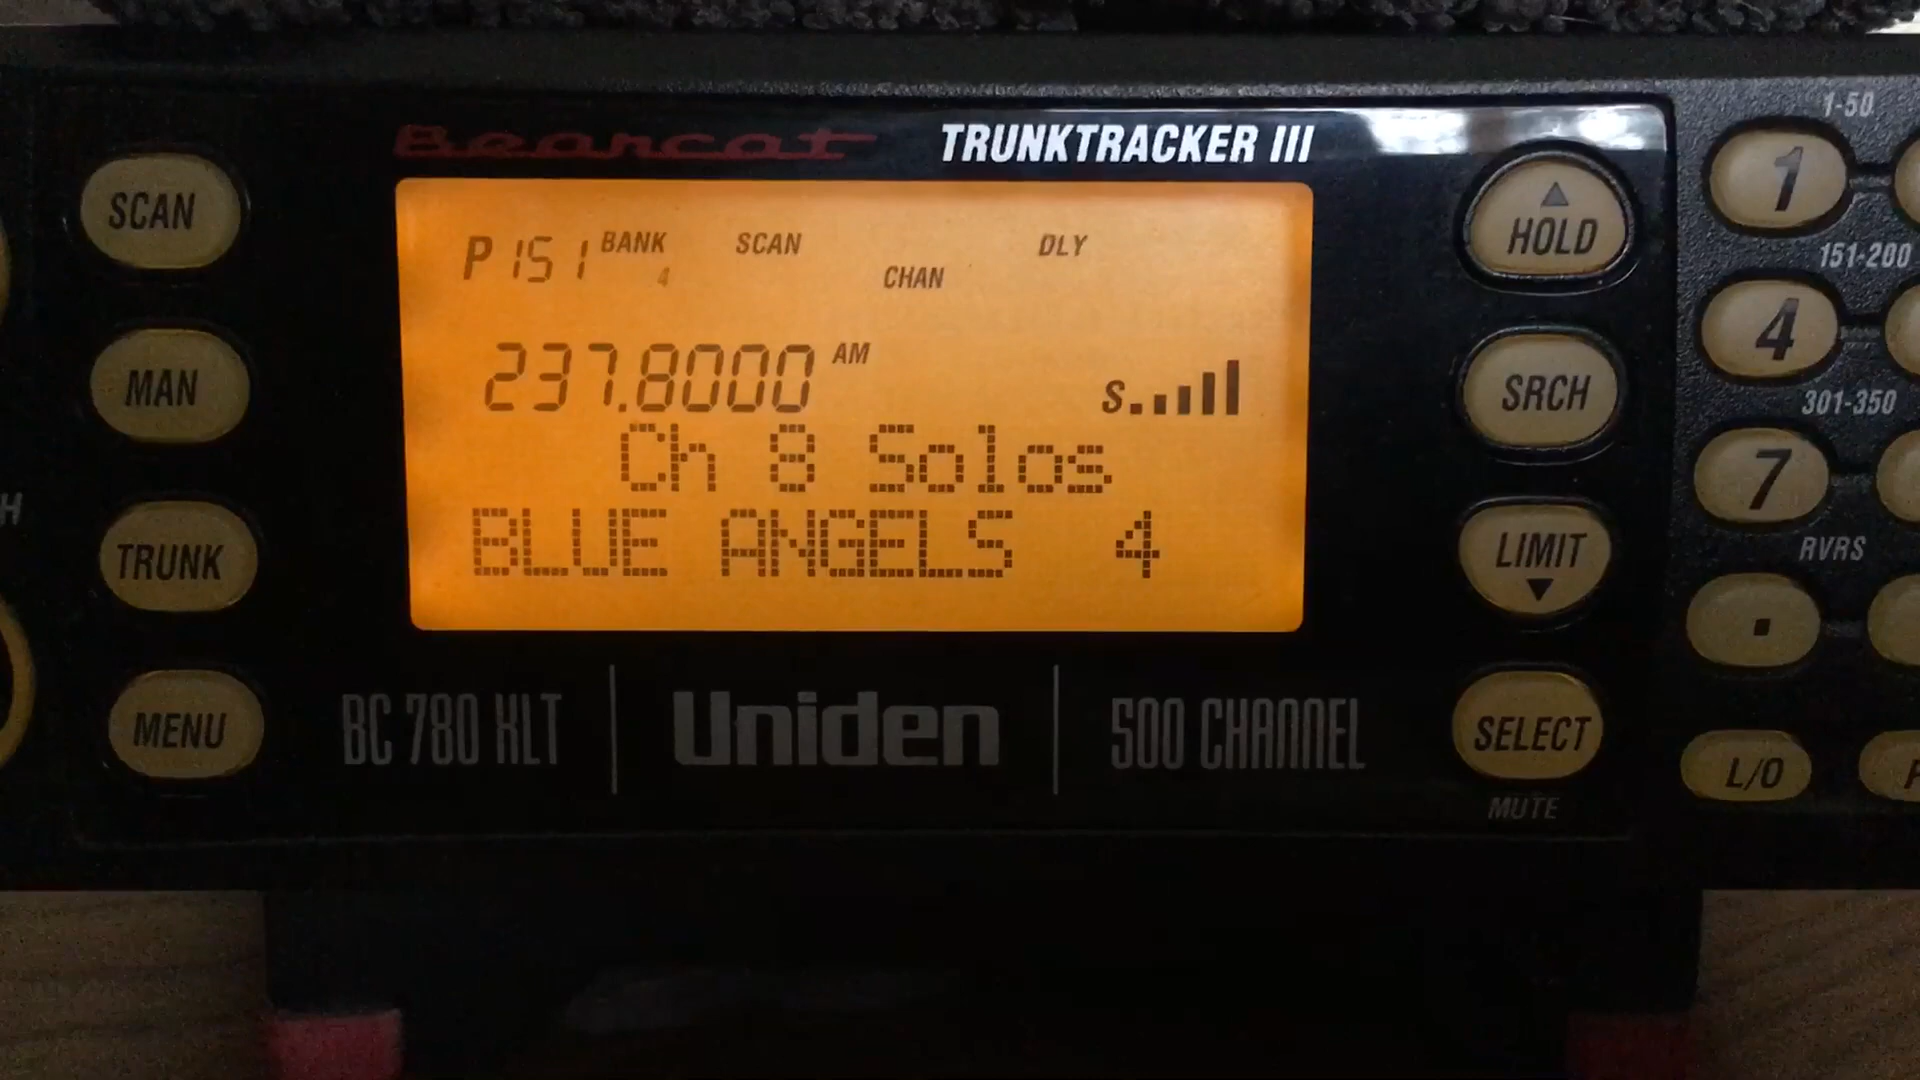 Bearcat TRUNKTRACKER III
P 151 BANK SCAN DLY
4 CHAN
237.8000 AM S
Ch 8 Solos
BLUE ANGELS 4
BC 780 XLT Uniden 500 CHANNEL
SCAN
MAN
TRUNK
MENU
HOLD
SRCH
LIMIT
SELECT
MUTE
1-50
1
151-200
4
301-350
7
RVRS
.
L/O